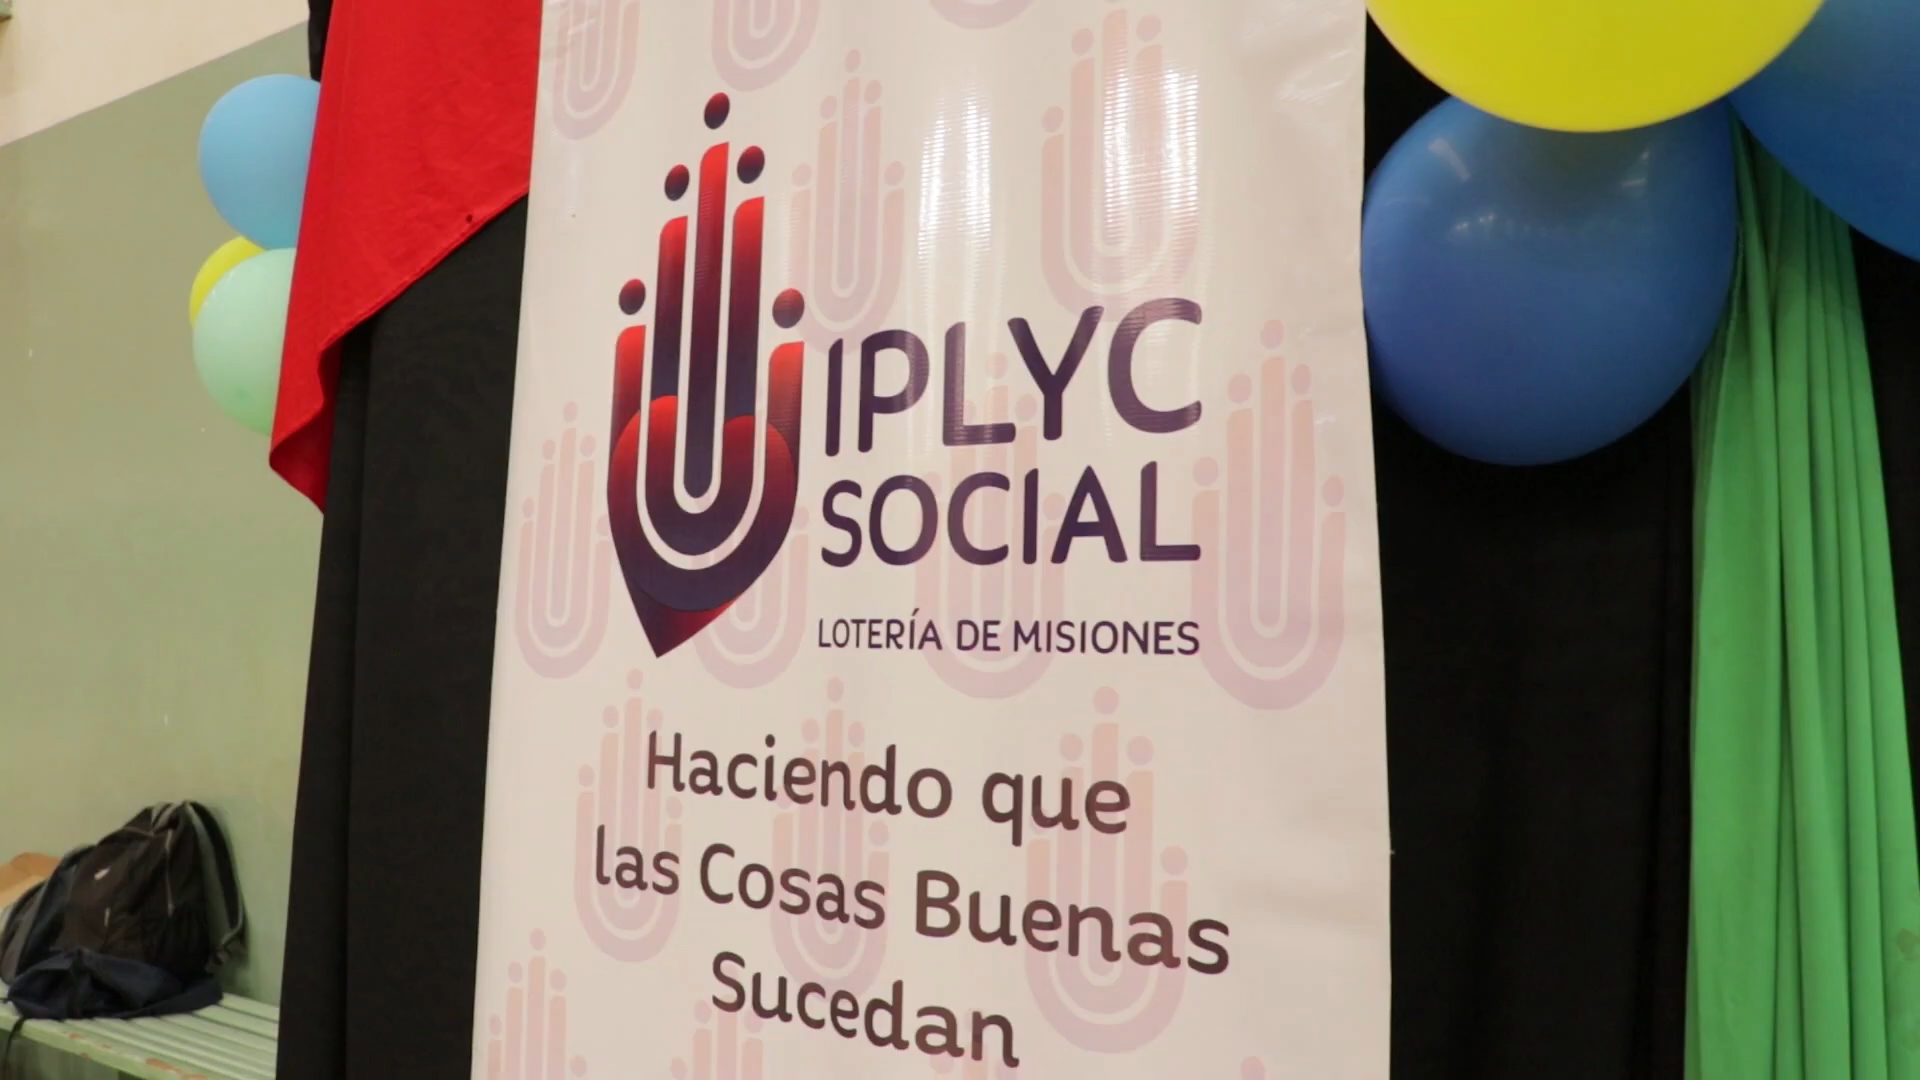 IPLYC
SOCIAL
LOTERÍA DE MISIONES
Haciendo que
las Cosas Buenas
Sucedan